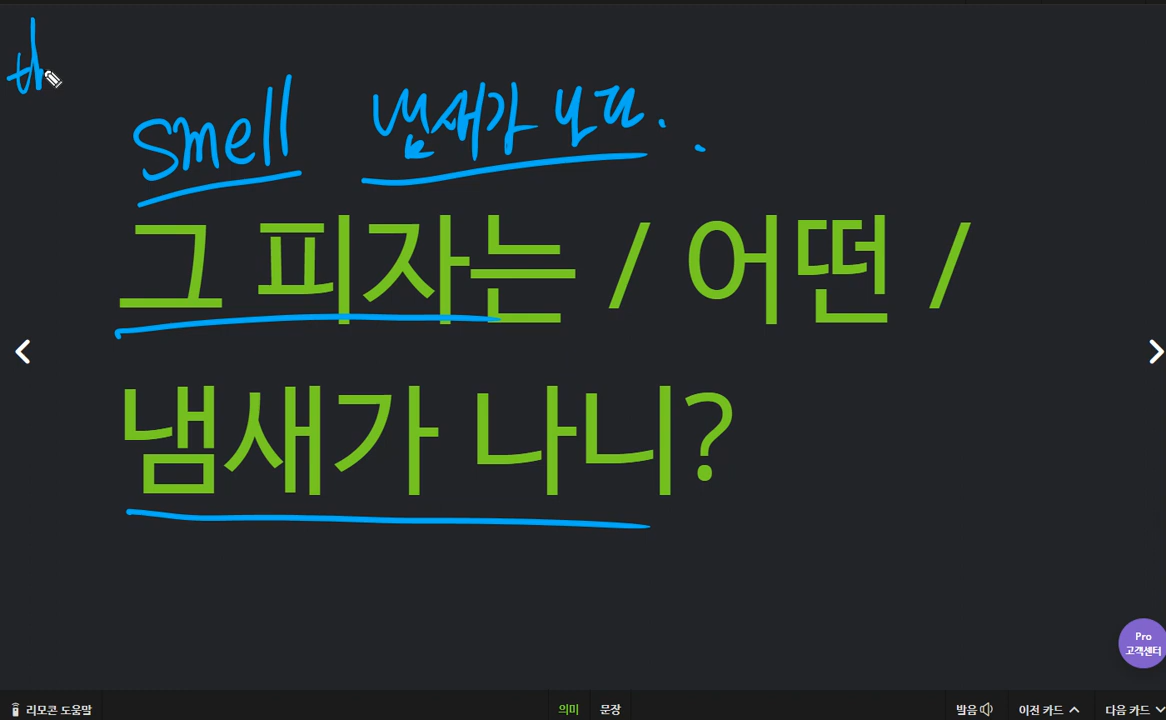 th
smell 냄새가 나다..
그 피자는 / 어떤 /
냄새가 나니?
Pro
고객센터
리모콘 도움말
의미
문장
발음
이전 카드
다음 카드